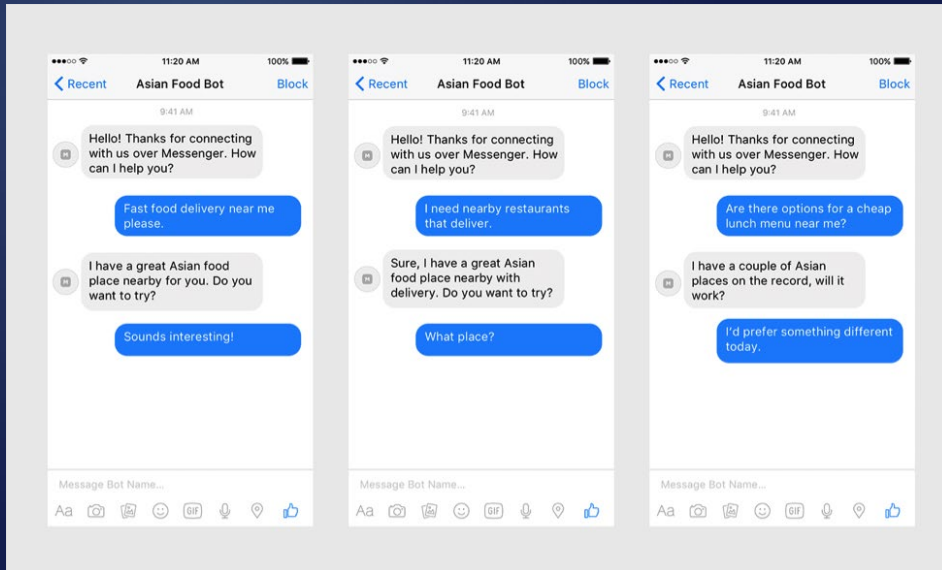 11:20 AM
100%
Recent
Asian Food Bot
Block
9:41 AM
Hello! Thanks for connecting
with us over Messenger. How
can I help you?
Fast food delivery near me
please.
I have a great Asian food
place nearby for you. Do you
want to try?
Sounds interesting!
Message Bot Name...
Aa
GIF
11:20 AM
100%
Recent
Asian Food Bot
Block
9:41 AM
Hello! Thanks for connecting
with us over Messenger. How
can I help you?
I need nearby restaurants
that deliver.
Sure, I have a great Asian
food place nearby with
delivery. Do you want to try?
What place?
Message Bot Name...
Aa
GIF
11:20 AM
100%
Recent
Asian Food Bot
Block
9:41 AM
Hello! Thanks for connecting
with us over Messenger. How
can I help you?
Are there options for a cheap
lunch menu near me?
I have a couple of Asian
places on the record, will it
work?
I'd prefer something different
today.
Message Bot Name...
Aa
GIF